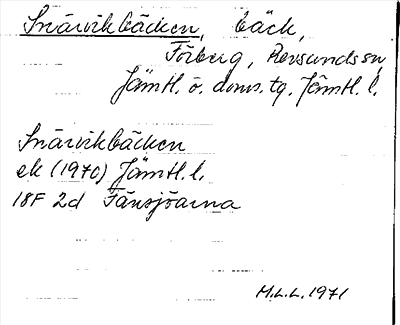 Snårvikbäcken, bäck,
Förberg, Revsunds sn,
Jämtl. ö. doms. tg. Jämtl. l.
Snårvikbäcken
ek (1970) Jämtl. l.
18F 2d Fänsjöarna
M.L.L. 1971